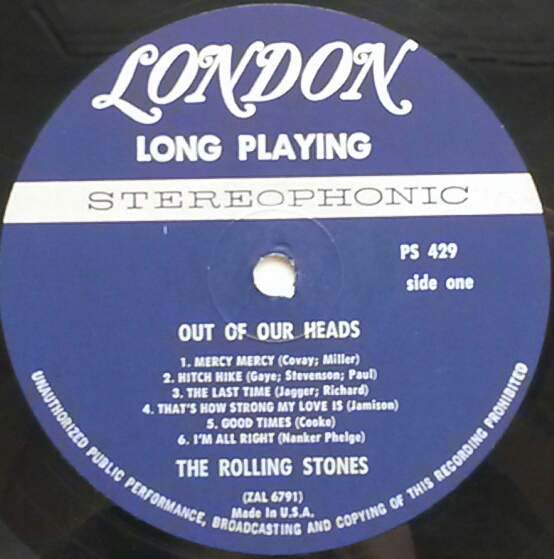 LONDON
LONG PLAYING
STEREOPHONIC
PS 429
side one
OUT OF OUR HEADS
1. MERCY MERCY (Covay; Miller)
2. HITCH HIKE (Gaye; Stevenson; Paul)
3. THE LAST TIME (Jagger; Richard)
4. THAT'S HOW STRONG MY LOVE IS (Jamison)
5. GOOD TIMES (Cooke)
6. I'M ALL RIGHT (Nanker Phelge)
THE ROLLING STONES
(ZAL 6791)
Made In U.S.A.
UNAUTHORIZED PUBLIC PERFORMANCE, BROADCASTING AND COPYING OF THIS RECORDING PROHIBITED